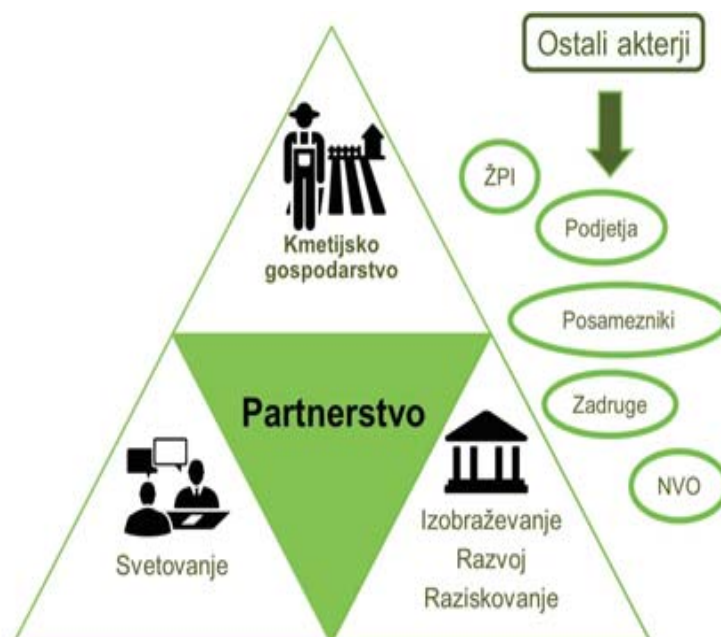 Ostali akterji
ŽPI
Podjetja
Posamezniki
Zadruge
NVO
Kmetijsko
gospodarstvo
Partnerstvo
Svetovanje
Izobraževanje
Razvoj
Raziskovanje